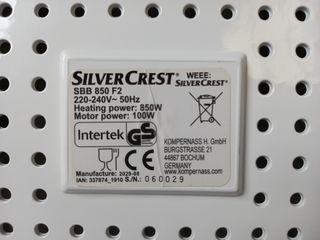 SILVERCREST®
SBB 850 F2
220-240V~ 50Hz
Heating power: 850W
Motor power: 100W
WEEE:
SILVERCREST®
Intertek
GS
KOMPERNASS H. GmbH
BURGSTRASSE 21
44867 BOCHUM
GERMANY
www.kompernass.com
Manufacture: 2020-08
IAN: 337874_1910 S./N.: 060029